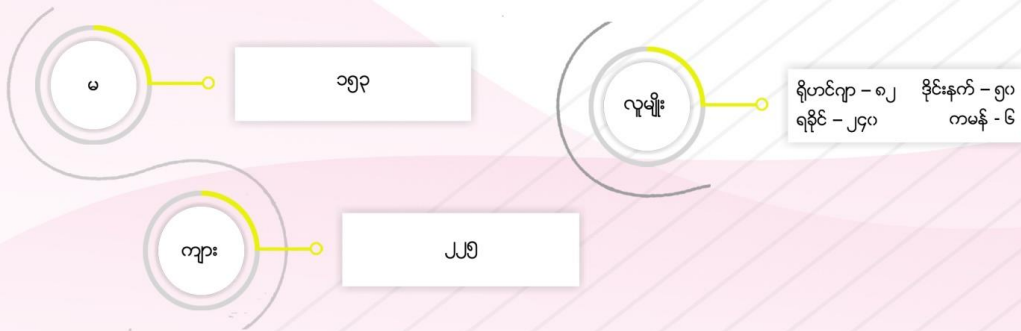 မ
၁၅၃
လူမျိုး
ရိုဟင်ဂျာ – ၈၂ ဒိုင်းနက် – ၅၀
ရခိုင် – ၂၄၀ ကမန် - ၆
ကျား
၂၂၅